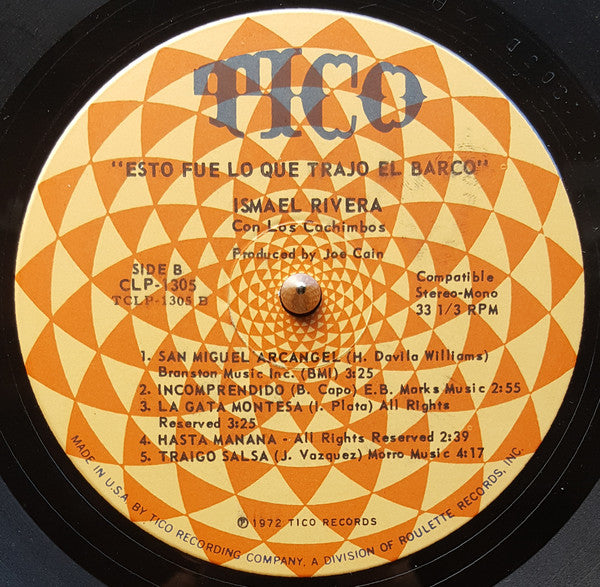 TICO
"ESTO FUE LO QUE TRAJO EL BARCO"
ISMAEL RIVERA
Con Los Cachimbos
Produced by Joe Cain
SIDE B
CLP-1305
TCLP-1305 B
Compatible
Stereo-Mono
33 1/3 RPM
1. SAN MIGUEL ARCANGEL (H. Davila Williams)
Branston Music Inc. (BMI) 3:25
2. INCOMPRENDIDO (B. Capo) E.B. Marks Music 2:55
3. LA GATA MONTESA (I. Plata) All Rights
Reserved 3:25
4. HASTA MANANA - All Rights Reserved 2:39
5. TRAIGO SALSA (J. Vazquez) Morro Music 4:17
℗ 1972 TICO RECORDS
MADE IN U.S.A. BY TICO RECORDING COMPANY, A DIVISION OF ROULETTE RECORDS, INC.